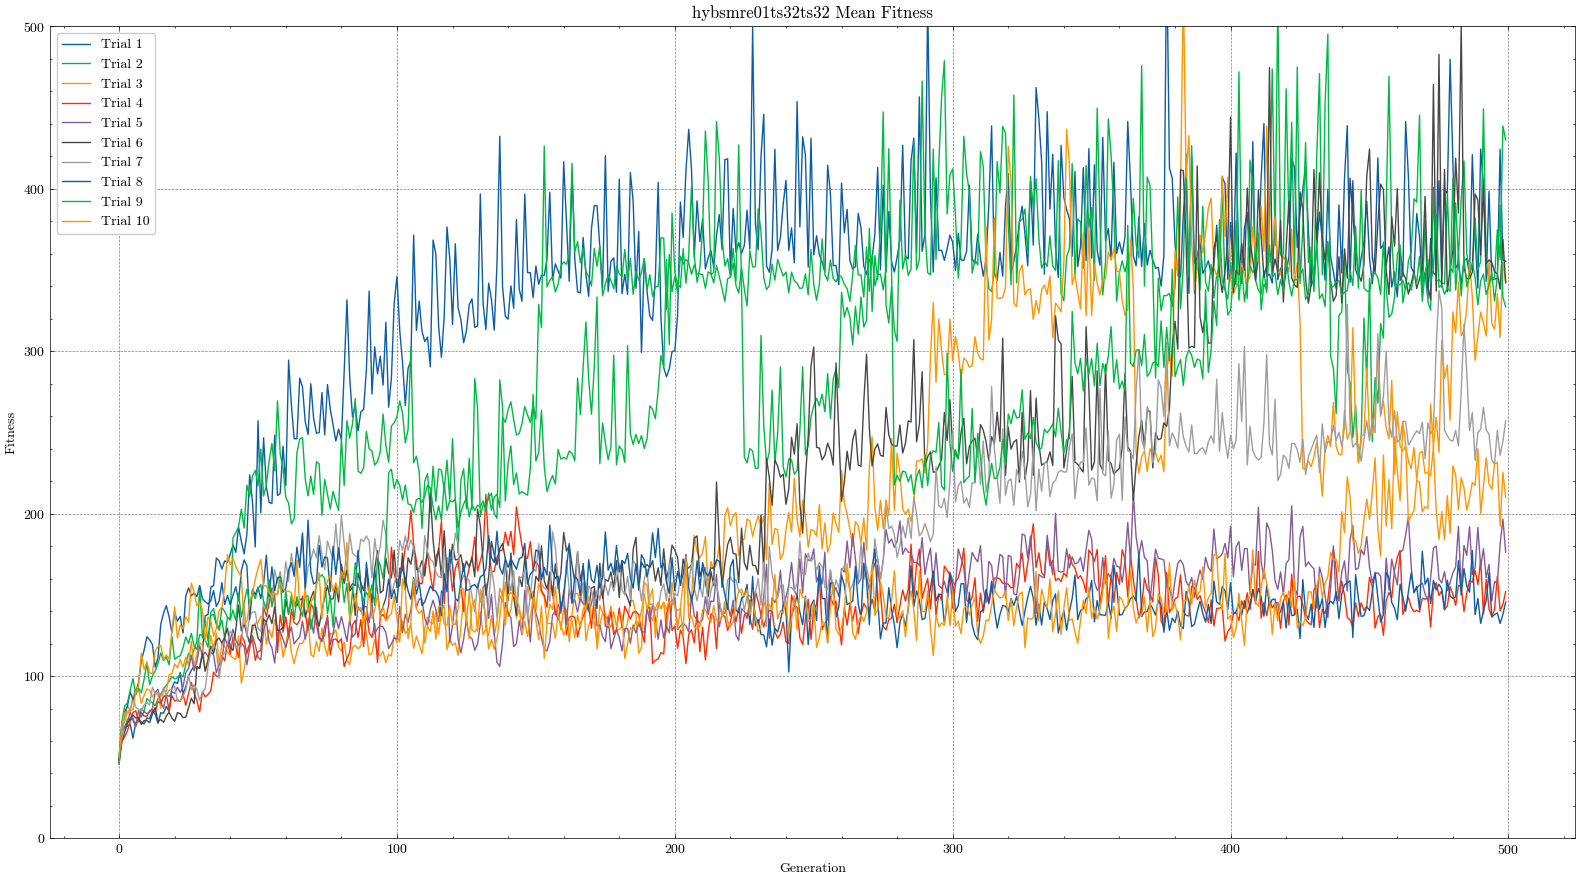 hybsmre01ts32ts32 Mean Fitness
500
400
300
200
100
0
Fitness
Trial 1
Trial 2
Trial 3
Trial 4
Trial 5
Trial 6
Trial 7
Trial 8
Trial 9
Trial 10
0
100
200
300
400
500
Generation